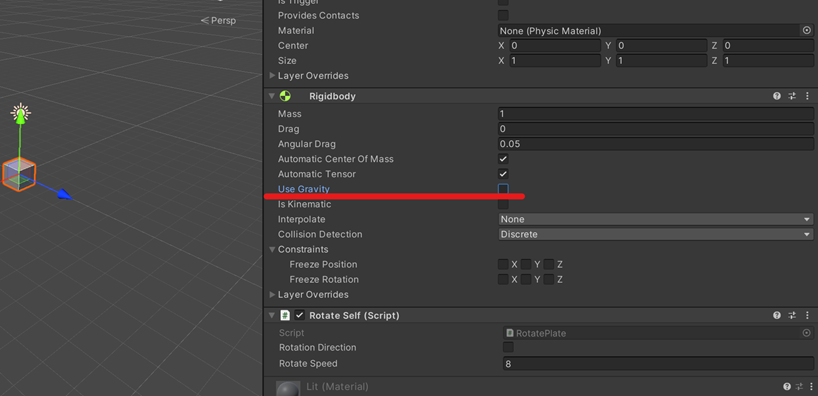 Is Trigger
< Persp
Provides Contacts
Material None (Physic Material)
Center X 0 Y 0 Z 0
Size X 1 Y 1 Z 1
Layer Overrides
Rigidbody
Mass 1
Drag 0
Angular Drag 0.05
Automatic Center Of Mass
Automatic Tensor
Use Gravity
Is Kinematic
Interpolate None
Collision Detection Discrete
Constraints
Freeze Position X Y Z
Freeze Rotation X Y Z
Layer Overrides
# Rotate Self (Script)
Script # RotatePlate
Rotation Direction
Rotate Speed 8
Lit (Material)